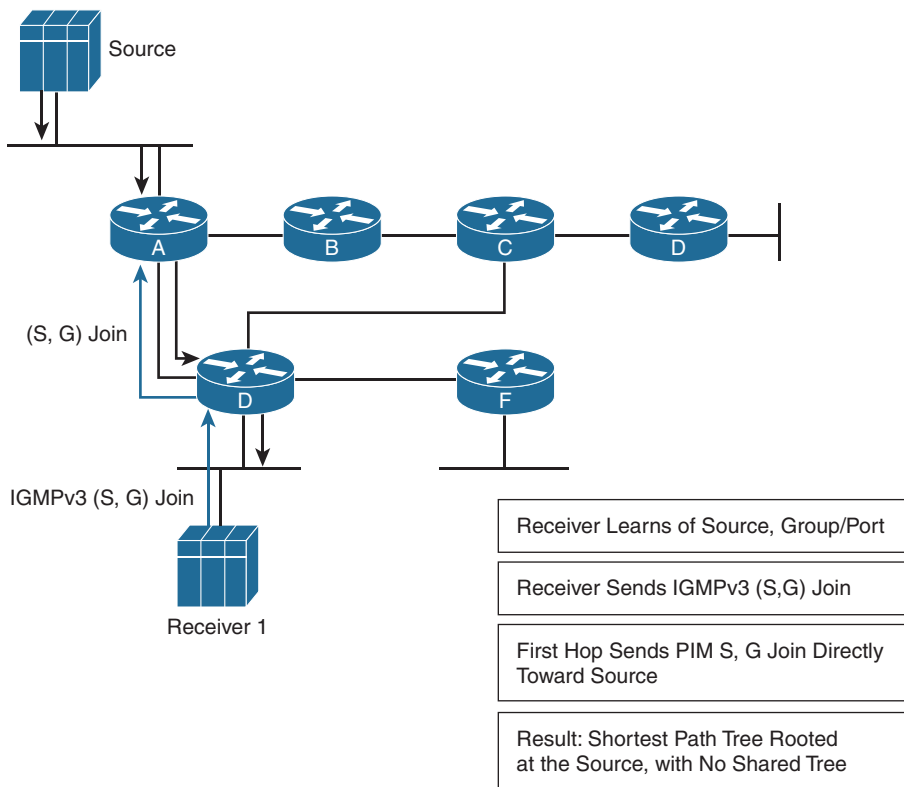 Source
A
B
C
D
(S, G) Join
D
F
IGMPv3 (S, G) Join
Receiver 1
Receiver Learns of Source, Group/Port
Receiver Sends IGMPv3 (S,G) Join
First Hop Sends PIM S, G Join Directly
Toward Source
Result: Shortest Path Tree Rooted
at the Source, with No Shared Tree